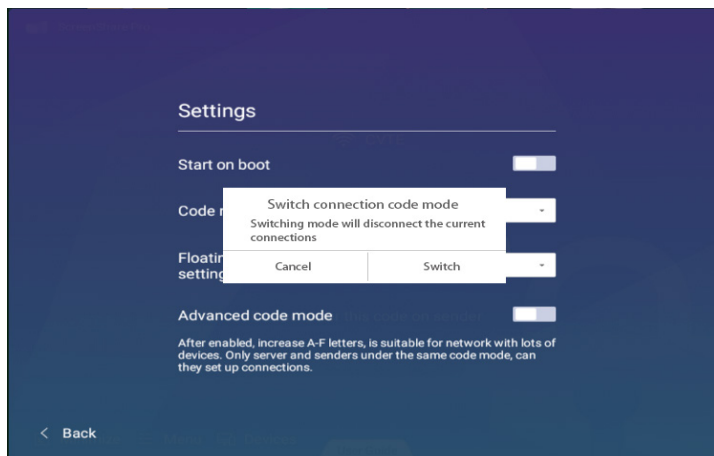 Settings
Start on boot
Switch connection code mode
Code
Switching mode will disconnect the current
connections
Cancel
Switch
Advanced code mode
After enabled, increase A-F letters, is suitable for network with lots of
devices. Only server and senders under the same code mode, can
they set up connections.
< Back